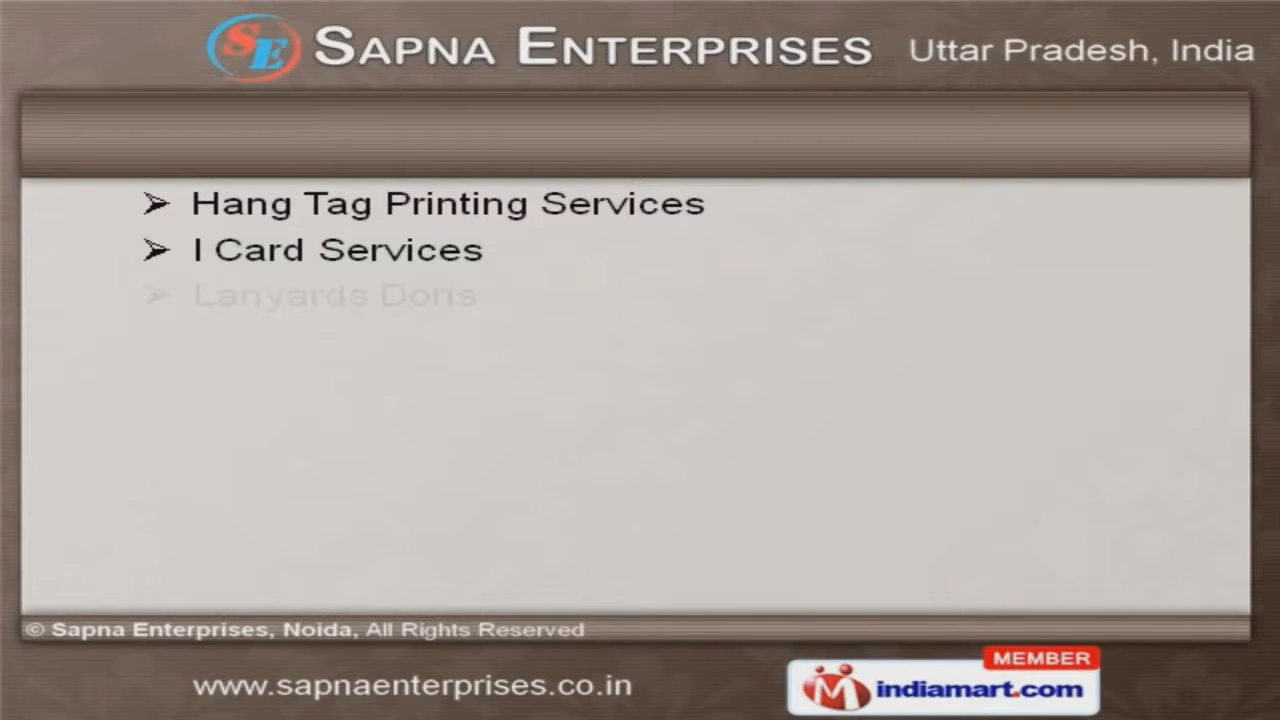 SE SAPNA ENTERPRISES Uttar Pradesh, India
➢ Hang Tag Printing Services
➢ I Card Services
➢ Lanyards Doris
© Sapna Enterprises, Noida, All Rights Reserved
www.sapnaenterprises.co.in
MEMBER
indiamart.com